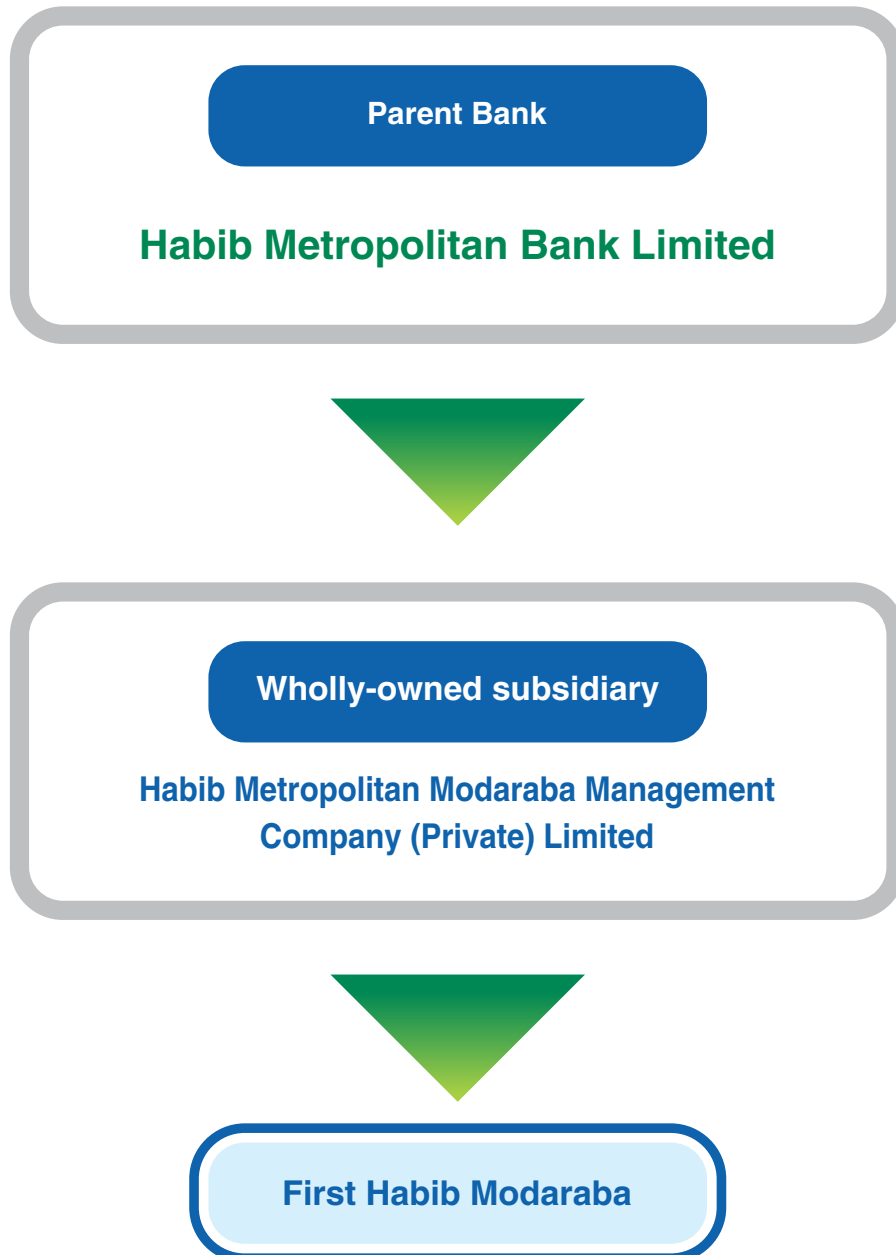 Parent Bank
Habib Metropolitan Bank Limited
Wholly-owned subsidiary
Habib Metropolitan Modaraba Management
Company (Private) Limited
First Habib Modaraba